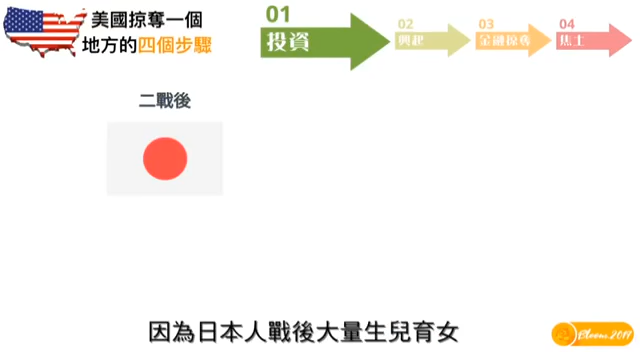 美國掠奪一個
地方的四個步驟
01
投資
02
興起
03
金融掠奪
04
焦土
二戰後
因為日本人戰後大量生兒育女